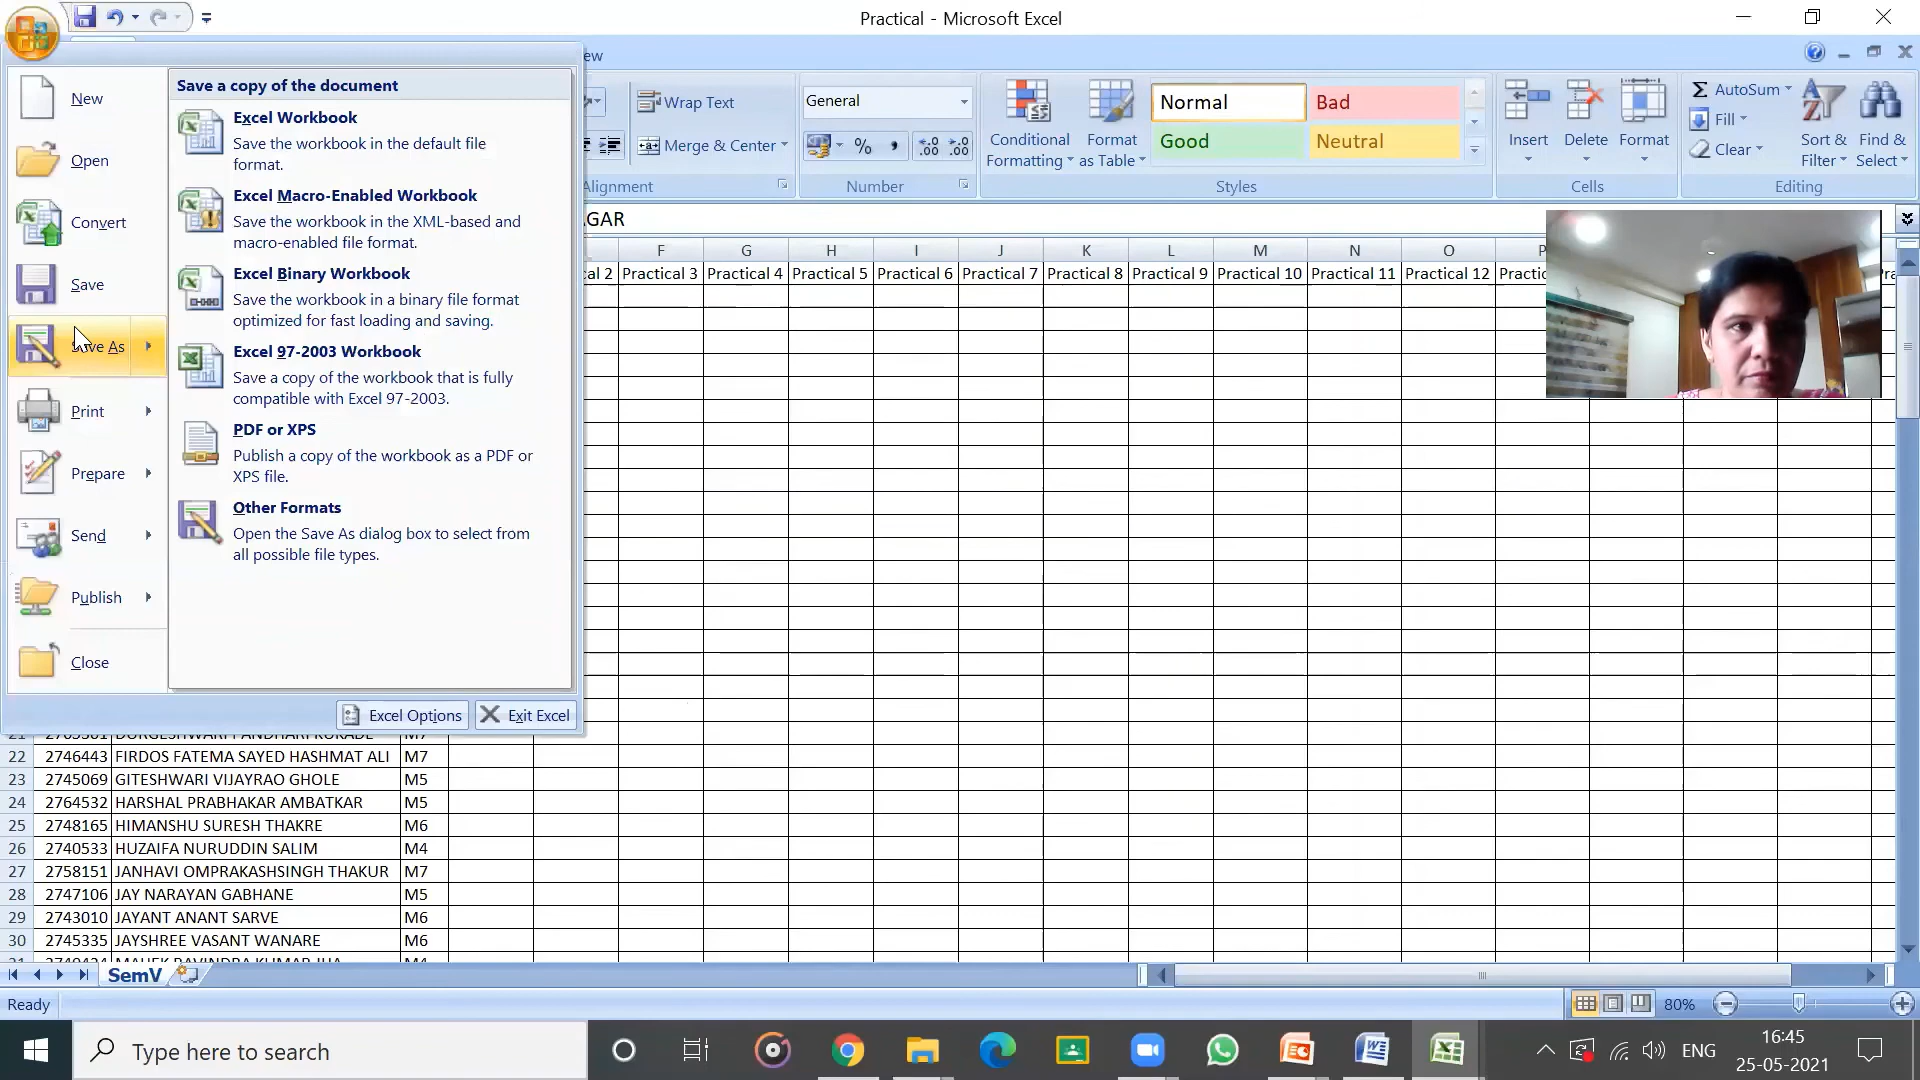 Practical - Microsoft Excel
ew
New
Open
Convert
Save
Save As
Print
Prepare
Send
Publish
Close
Save a copy of the document
Excel Workbook
Save the workbook in the default file
format.
Excel Macro-Enabled Workbook
Save the workbook in the XML-based and
macro-enabled file format.
Excel Binary Workbook
Save the workbook in a binary file format
optimized for fast loading and saving.
Excel 97-2003 Workbook
Save a copy of the workbook that is fully
compatible with Excel 97-2003.
PDF or XPS
Publish a copy of the workbook as a PDF or
XPS file.
Other Formats
Open the Save As dialog box to select from
all possible file types.
Excel Options
Exit Excel
Wrap Text
Merge & Center
Alignment
General
%
Number
Conditional
Formatting
Format
as Table
Normal
Bad
Good
Neutral
Styles
Insert
Delete
Format
Cells
AutoSum
Fill
Clear
Sort &
Filter
Find &
Select
Editing
GAR
F G H I J K L M N O P
cal 2 Practical 3 Practical 4 Practical 5 Practical 6 Practical 7 Practical 8 Practical 9 Practical 10 Practical 11 Practical 12 Practic
22 2746443 FIRDOS FATEMA SAYED HASHMAT ALI M7
23 2745069 GITESHWARI VIJAYRAO GHOLE M5
24 2764532 HARSHAL PRABHAKAR AMBATKAR M5
25 2748165 HIMANSHU SURESH THAKRE M6
26 2740533 HUZAIFA NURUDDIN SALIM M4
27 2758151 JANHAVI OMPRAKASHSINGH THAKUR M7
28 2747106 JAY NARAYAN GABHANE M5
29 2743010 JAYANT ANANT SARVE M6
30 2745335 JAYSHREE VASANT WANARE M6
SemV
Ready
80%
Type here to search
ENG
16:45
25-05-2021